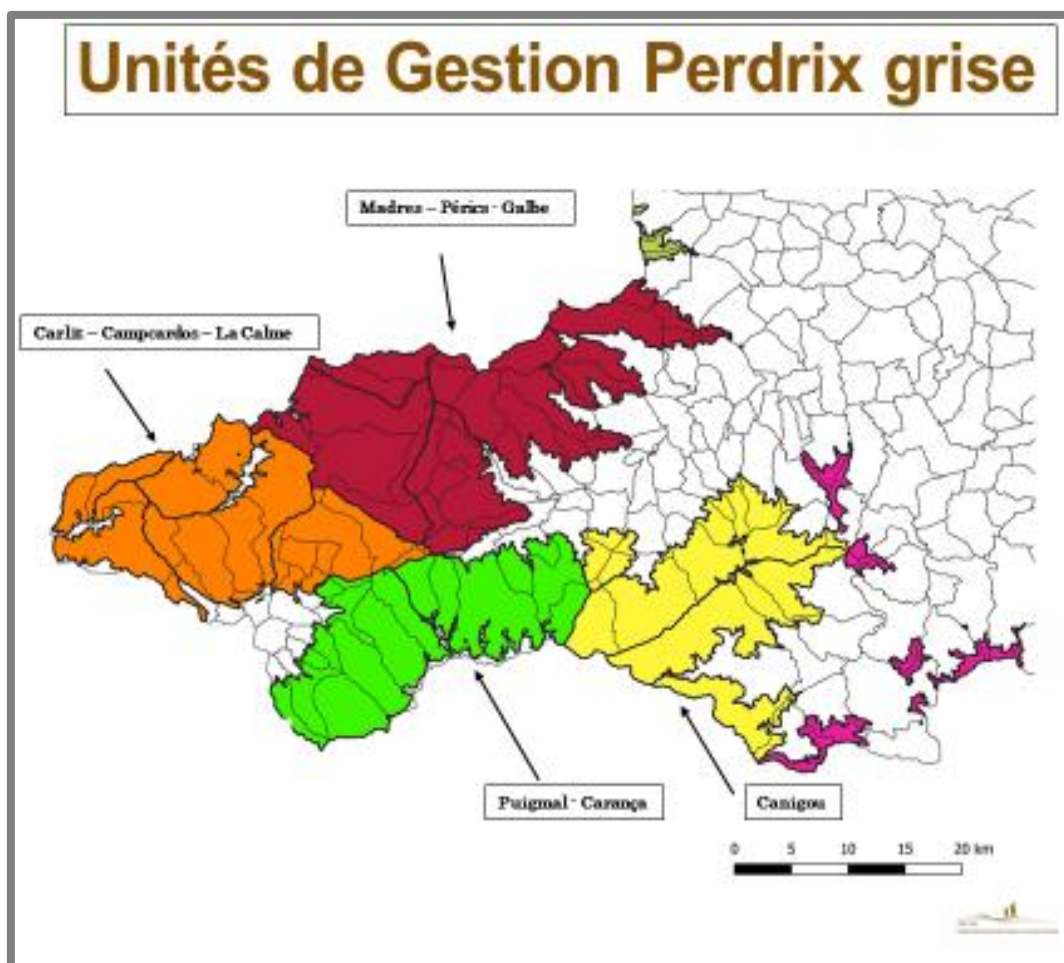 Unités de Gestion Perdrix grise
Madres – Pérics - Galbe
Carlit – Campcardos – La Calme
Puigmal - Carança
Canigou
0 5 10 15 20 km